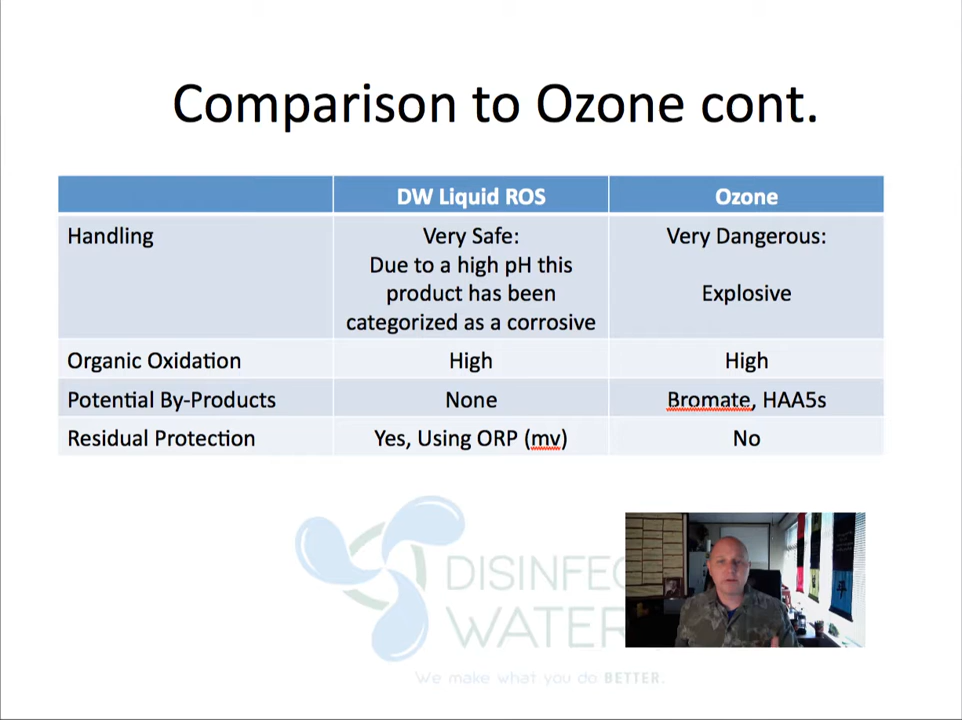 Comparison to Ozone cont.
DW Liquid ROS Ozone
Handling Very Safe: Very Dangerous:
Due to a high pH this
product has been Explosive
categorized as a corrosive
Organic Oxidation High High
Potential By-Products None Bromate, HAA5s
Residual Protection Yes, Using ORP (mv) No
DISINFEC
WATER
We make what you do BETTER.